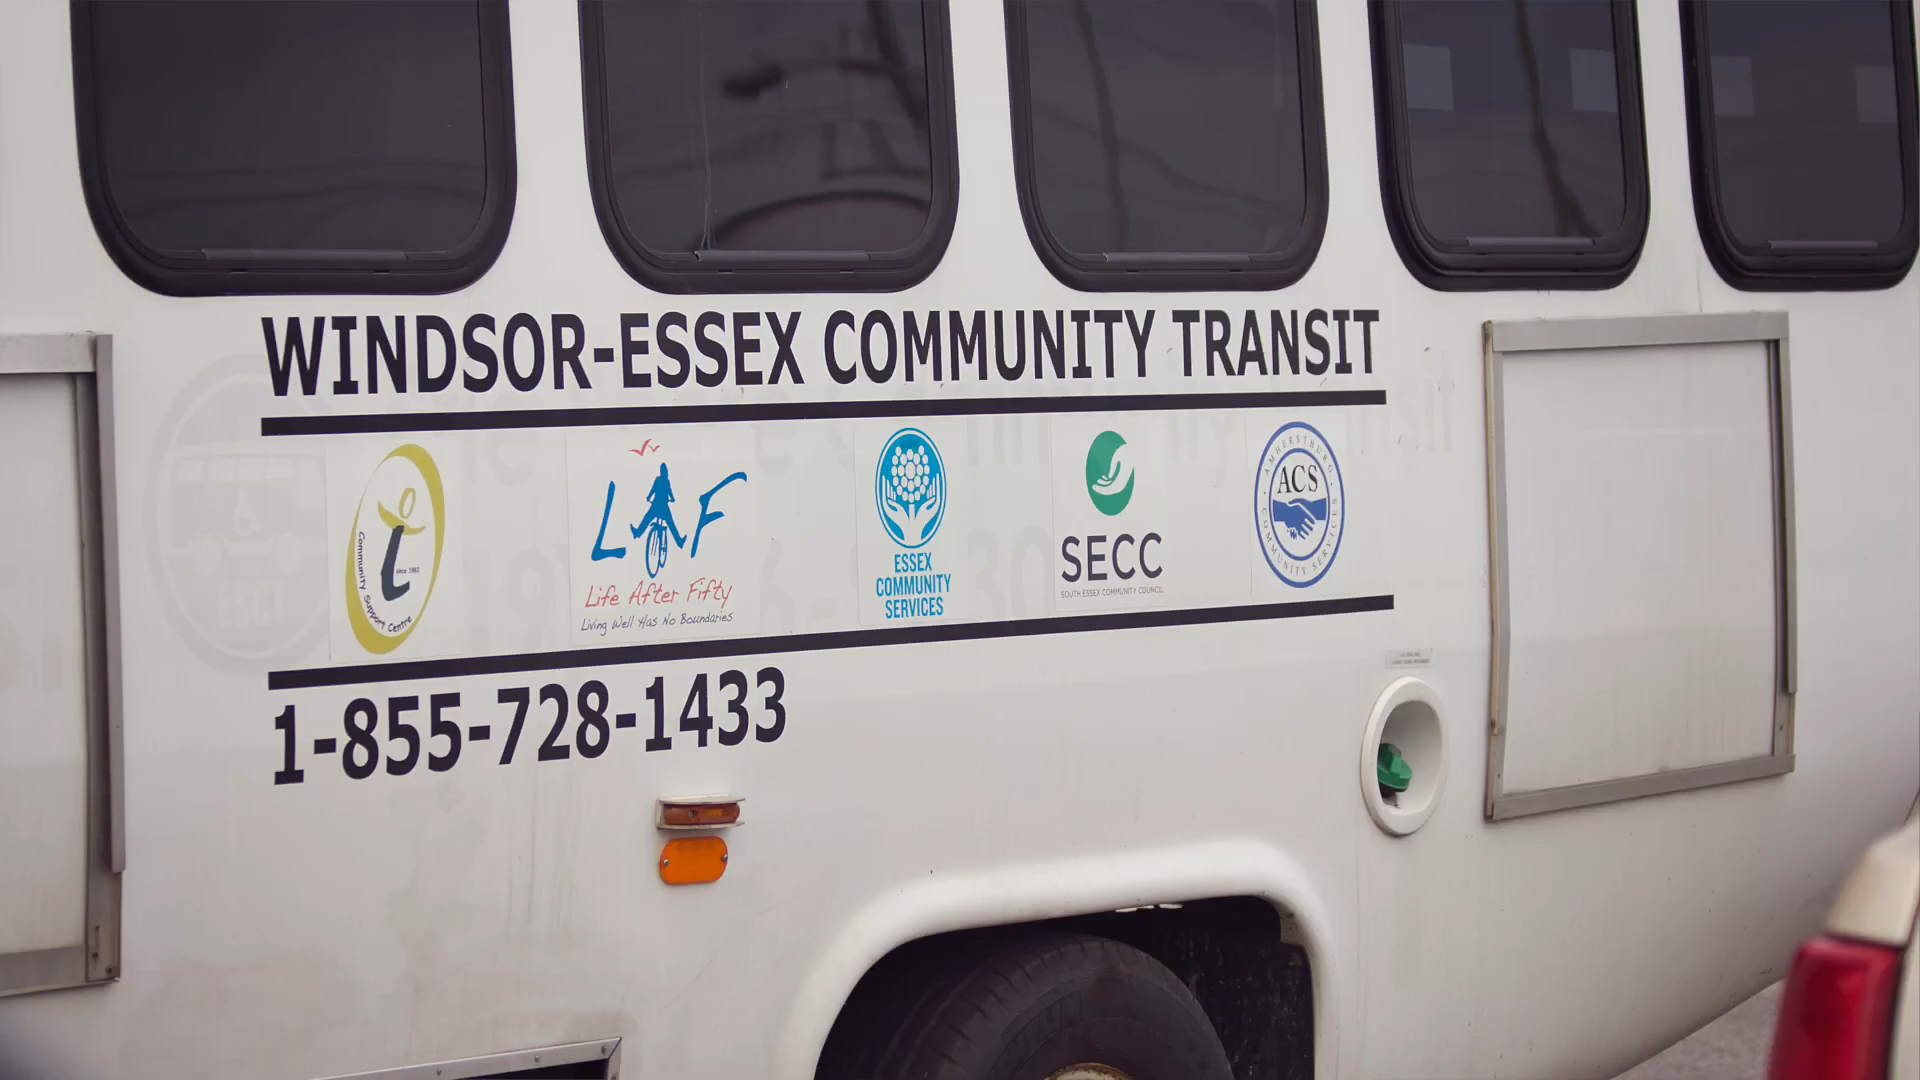 WINDSOR-ESSEX COMMUNITY TRANSIT
Community Support Centre
since 1983
LAF
Life After Fifty
Living Well Has No Boundaries
ESSEX
COMMUNITY
SERVICES
SECC
SOUTH ESSEX COMMUNITY COUNCIL
AMHERSTBURG
ACS
COMMUNITY SERVICES
1-855-728-1433